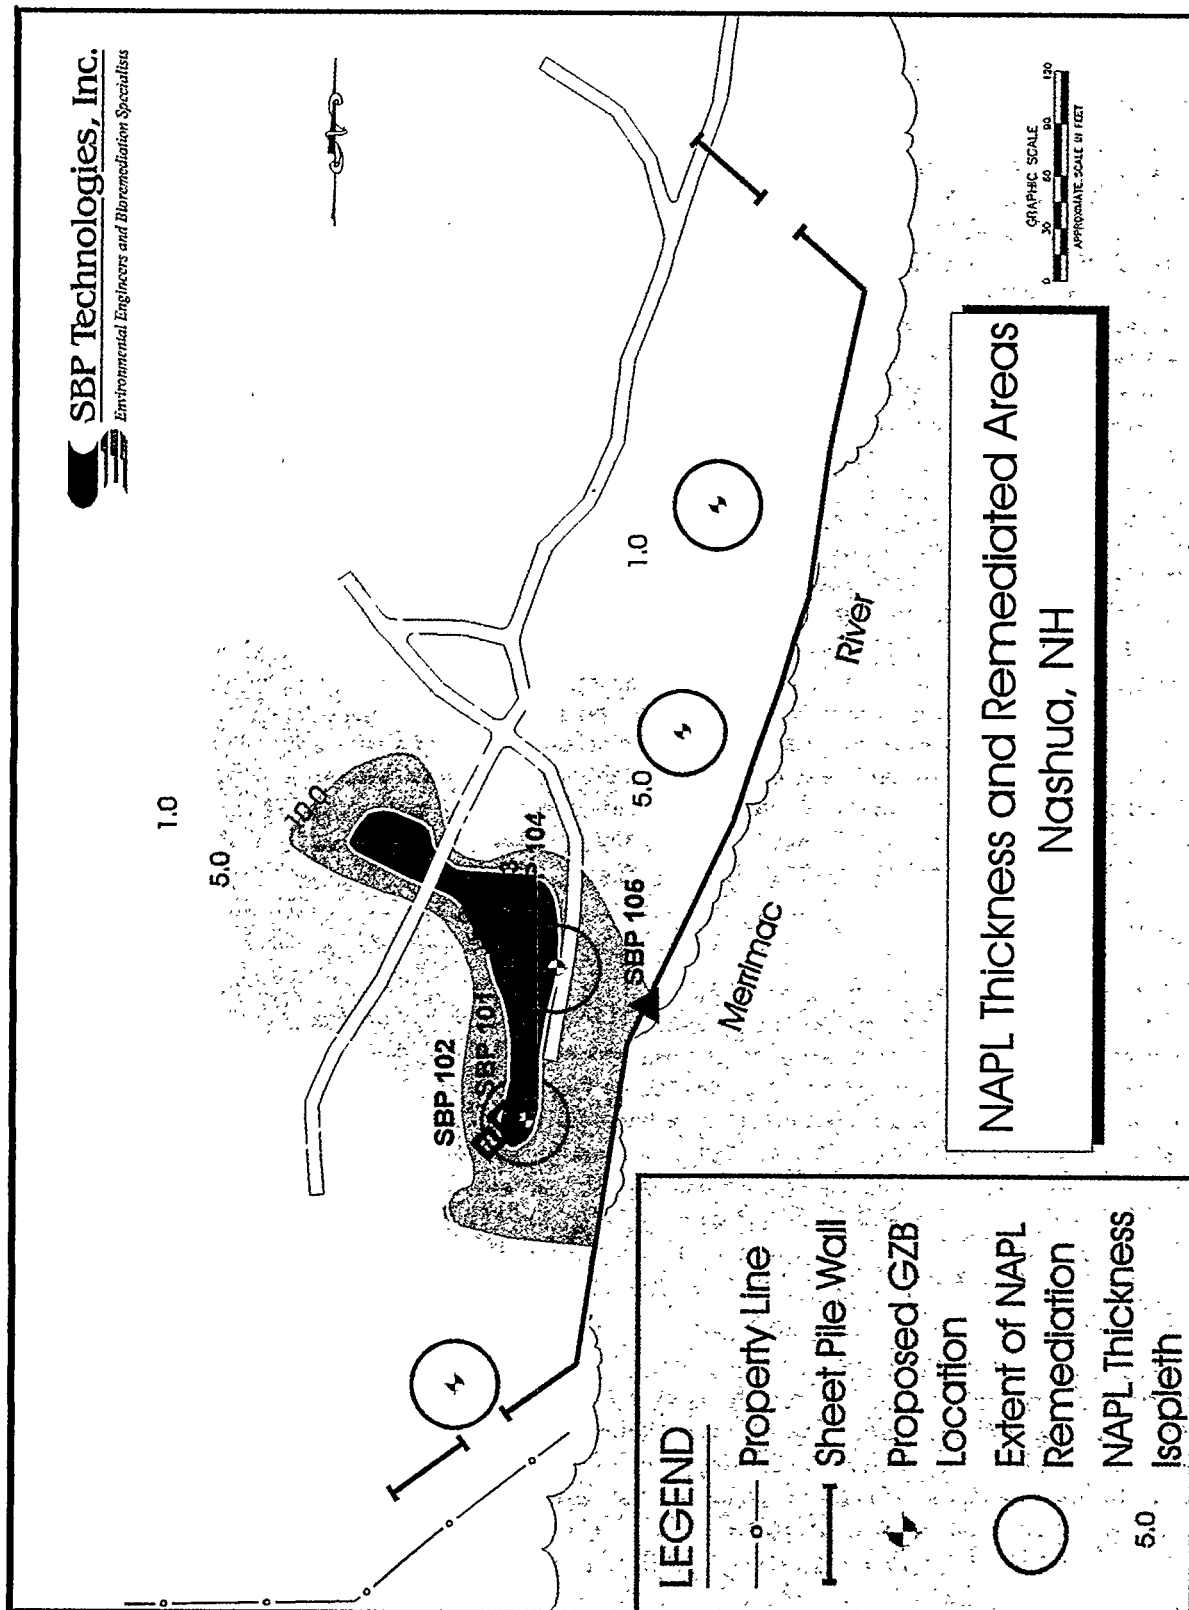 SBP Technologies, Inc.
Environmental Engineers and Bioremediation Specialists
1.0
5.0
10.0
SBP 102
SBP 101
104
SBP 105
5.0
1.0
Merrimac
River
GRAPHIC SCALE
0 30 60 90 120
APPROXIMATE SCALE IN FEET
NAPL Thickness and Remediated Areas
Nashua, NH
LEGEND
Property Line
Sheet Pile Wall
Proposed GZB
Location
Extent of NAPL
Remediation
5.0
NAPL Thickness
Isopleth